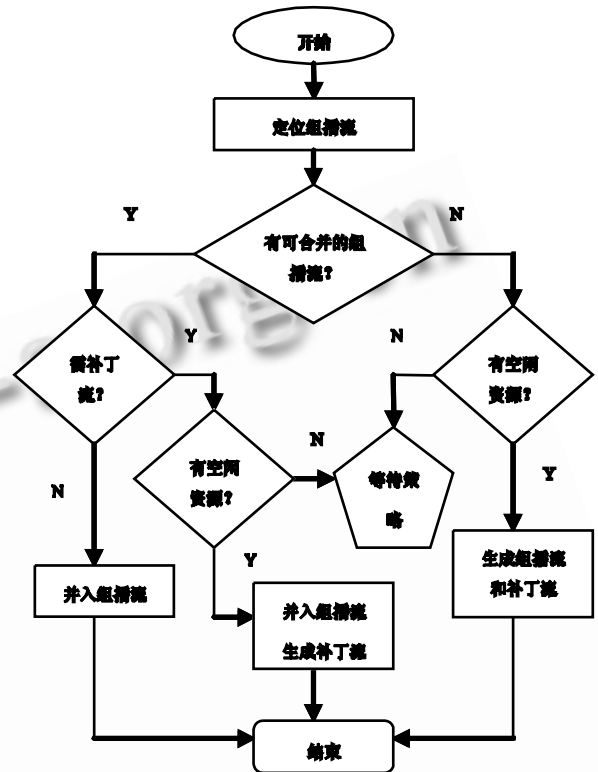 开始
定位组播流
Y
N
有可合并的组
播流?
Y
N
需补丁
流?
有空闲
资源?
N
有空闲
资源?
等待策
略
N
Y
Y
并入组播流
生成组播流
和补丁流
并入组播流
生成补丁流
结束